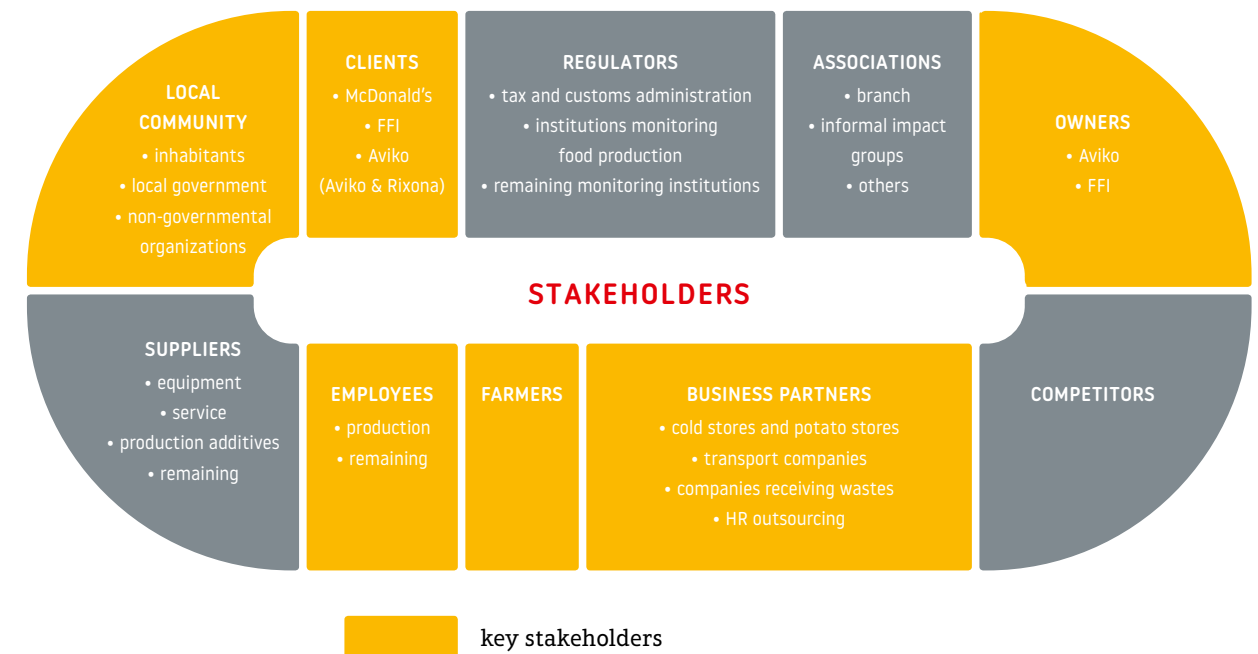 LOCAL
COMMUNITY
• inhabitants
• local government
• non-governmental
organizations
CLIENTS
• McDonald's
• FFI
• Aviko
(Aviko & Rixona)
REGULATORS
• tax and customs administration
• institutions monitoring
food production
• remaining monitoring institutions
ASSOCIATIONS
• branch
• informal impact
groups
• others
OWNERS
• Aviko
• FFI
STAKEHOLDERS
SUPPLIERS
• equipment
• service
• production additives
• remaining
EMPLOYEES
• production
• remaining
FARMERS
BUSINESS PARTNERS
• cold stores and potato stores
• transport companies
• companies receiving wastes
• HR outsourcing
COMPETITORS
key stakeholders